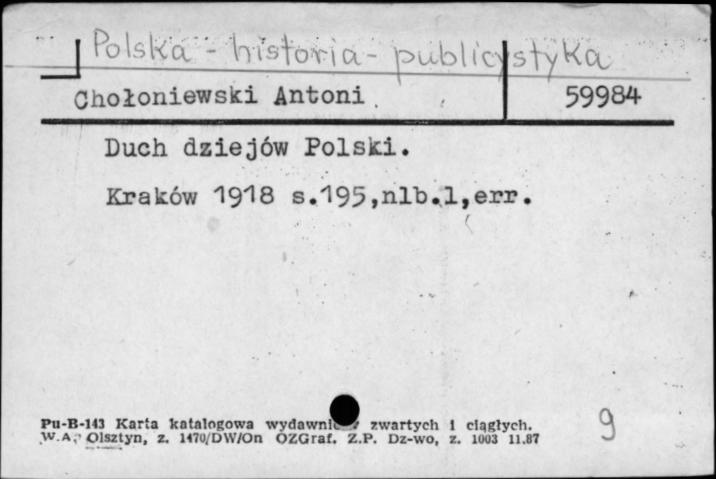 Polska - historia - publicystyka
Chołoniewski Antoni 59984
Duch dziejów Polski.
Kraków 1918 s.195,nlb.1,err.
Pu-B-143 Karta katalogowa zwartych i ciągłych.
W.A. Olsztyn, z. 1470/DW/On OZGraf. Z.P. Dz-wo, z. 1003 11.87
9